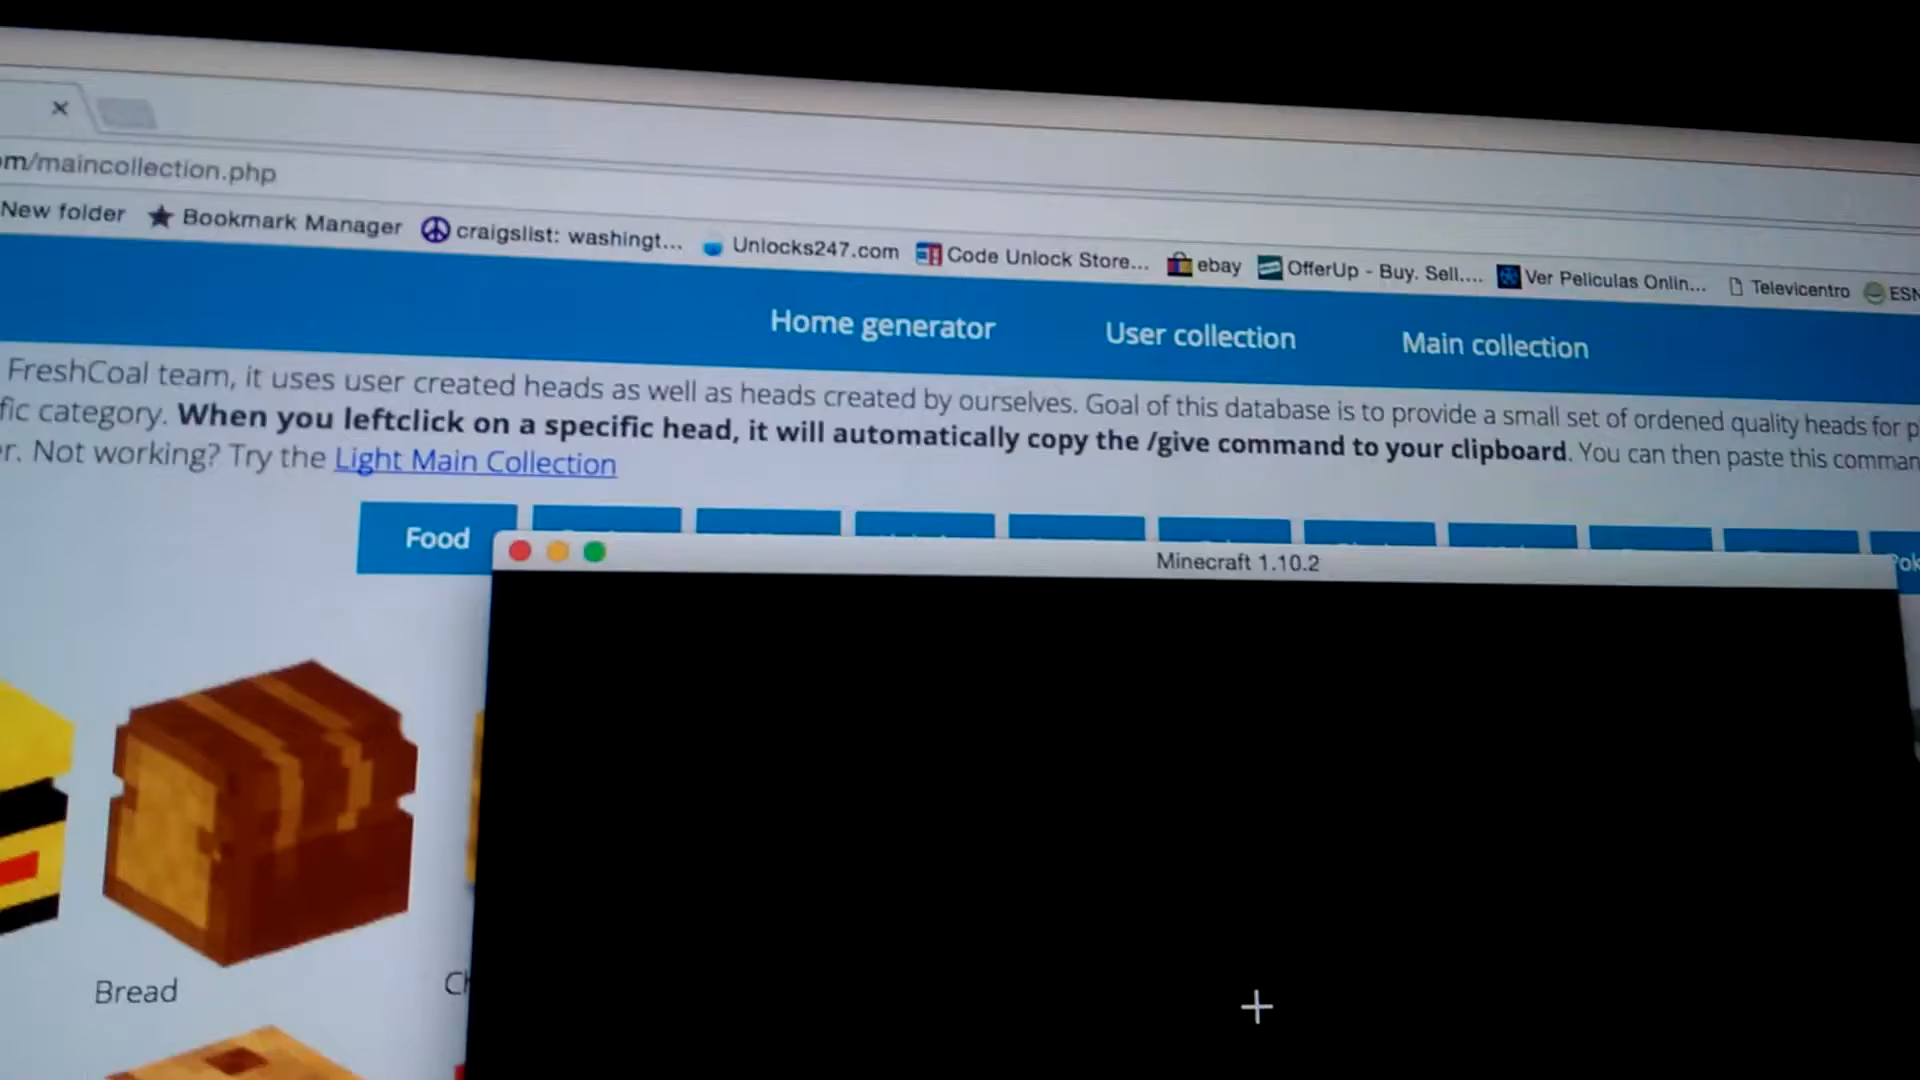 om/maincollection.php
New folder Bookmark Manager craigslist: washingt... Unlocks247.com Code Unlock Store... ebay OfferUp - Buy. Sell.... Ver Peliculas Onlin... Televicentro ESN
Home generator User collection Main collection
FreshCoal team, it uses user created heads as well as heads created by ourselves. Goal of this database is to provide a small set of ordened quality heads for p
fic category. When you leftclick on a specific head, it will automatically copy the /give command to your clipboard. You can then paste this comman
r. Not working? Try the Light Main Collection
Food
Minecraft 1.10.2
Pok
Bread
Ch